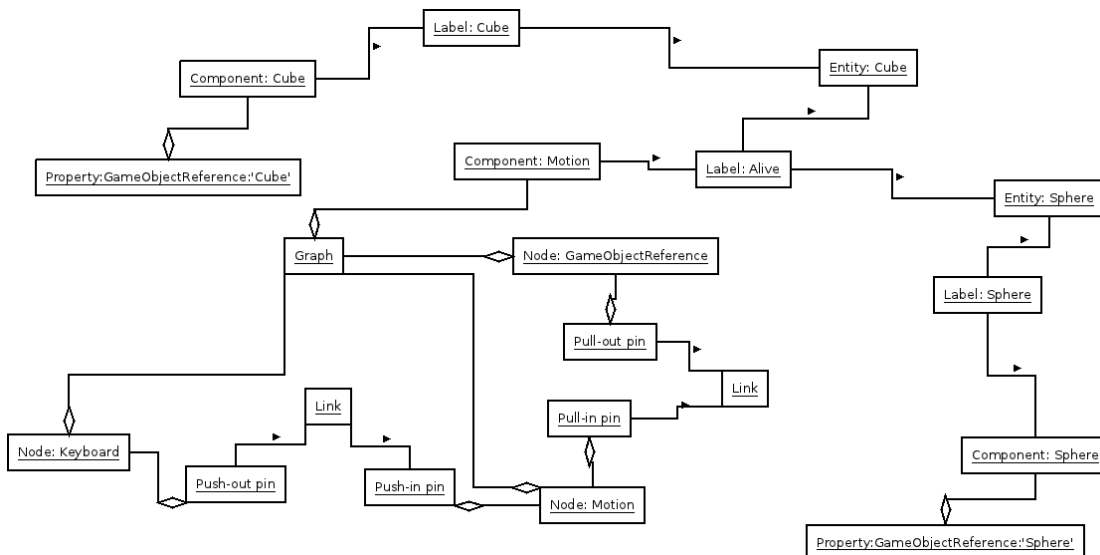 Label: Cube
Component: Cube
Entity: Cube
Property:GameObjectReference:'Cube'
Component: Motion
Label: Alive
Entity: Sphere
Graph
Node: GameObjectReference
Label: Sphere
Pull-out pin
Link
Link
Pull-in pin
Node: Keyboard
Push-out pin
Push-in pin
Component: Sphere
Node: Motion
Property:GameObjectReference:'Sphere'